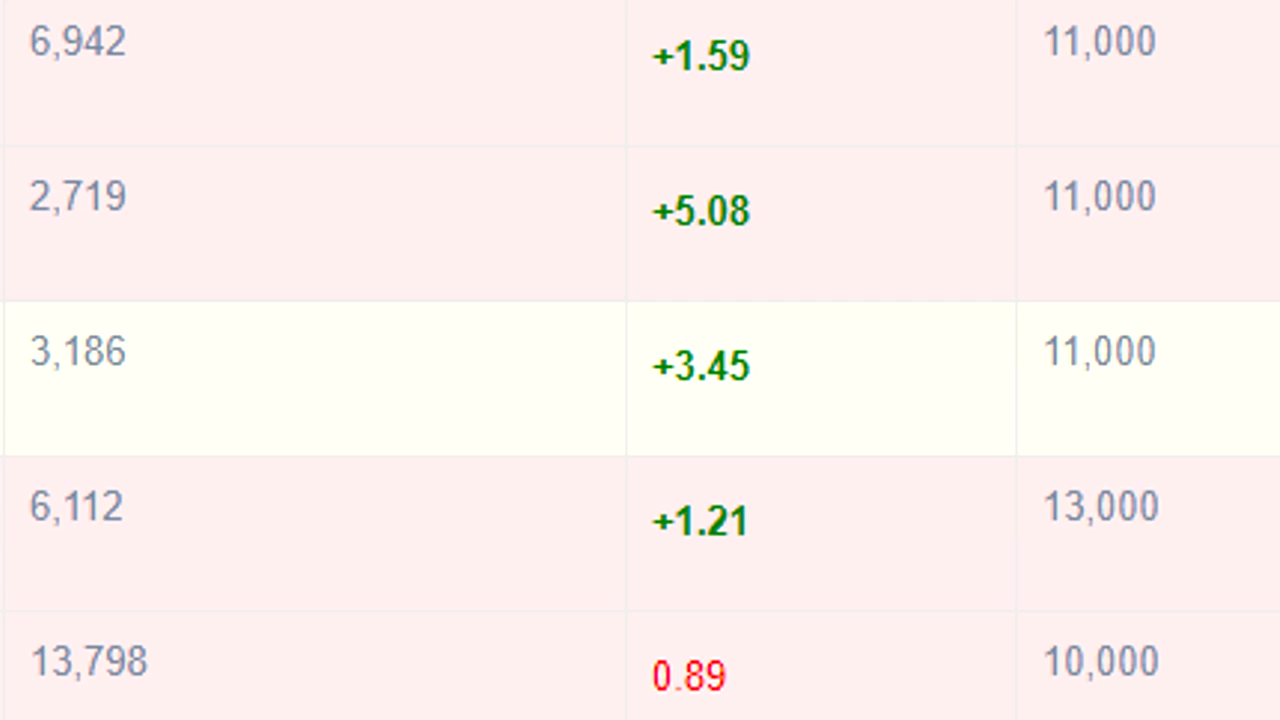 6,942 +1.59 11,000
2,719 +5.08 11,000
3,186 +3.45 11,000
6,112 +1.21 13,000
13,798 0.89 10,000